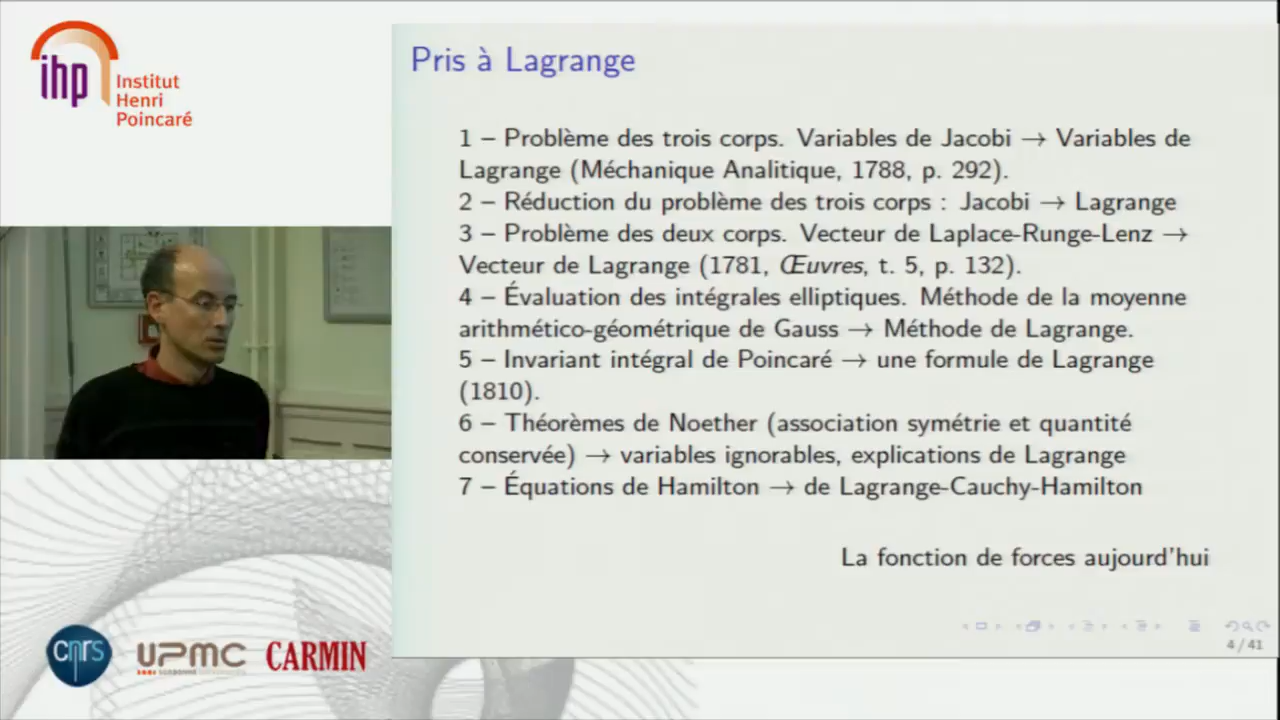 ihp
Institut
Henri
Poincaré
Pris à Lagrange
1 – Problème des trois corps. Variables de Jacobi → Variables de
Lagrange (Méchanique Analitique, 1788, p. 292).
2 – Réduction du problème des trois corps : Jacobi → Lagrange
3 – Problème des deux corps. Vecteur de Laplace-Runge-Lenz →
Vecteur de Lagrange (1781, Œuvres, t. 5, p. 132).
4 – Évaluation des intégrales elliptiques. Méthode de la moyenne
arithmético-géométrique de Gauss → Méthode de Lagrange.
5 – Invariant intégral de Poincaré → une formule de Lagrange
(1810).
6 – Théorèmes de Noether (association symétrie et quantité
conservée) → variables ignorables, explications de Lagrange
7 – Équations de Hamilton → de Lagrange-Cauchy-Hamilton
La fonction de forces aujourd'hui
4 / 41
cnrs
UPMC
CARMIN